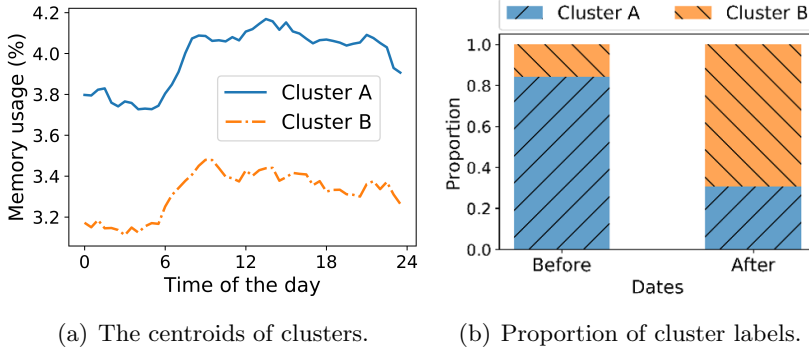 4.2
4.0
3.8
3.6
3.4
3.2
Memory usage (%)
Cluster A
Cluster B
0
6
12
18
24
Time of the day
(a) The centroids of clusters.
Cluster A
Cluster B
1.0
0.8
0.6
0.4
0.2
0.0
Proportion
Before
After
Dates
(b) Proportion of cluster labels.